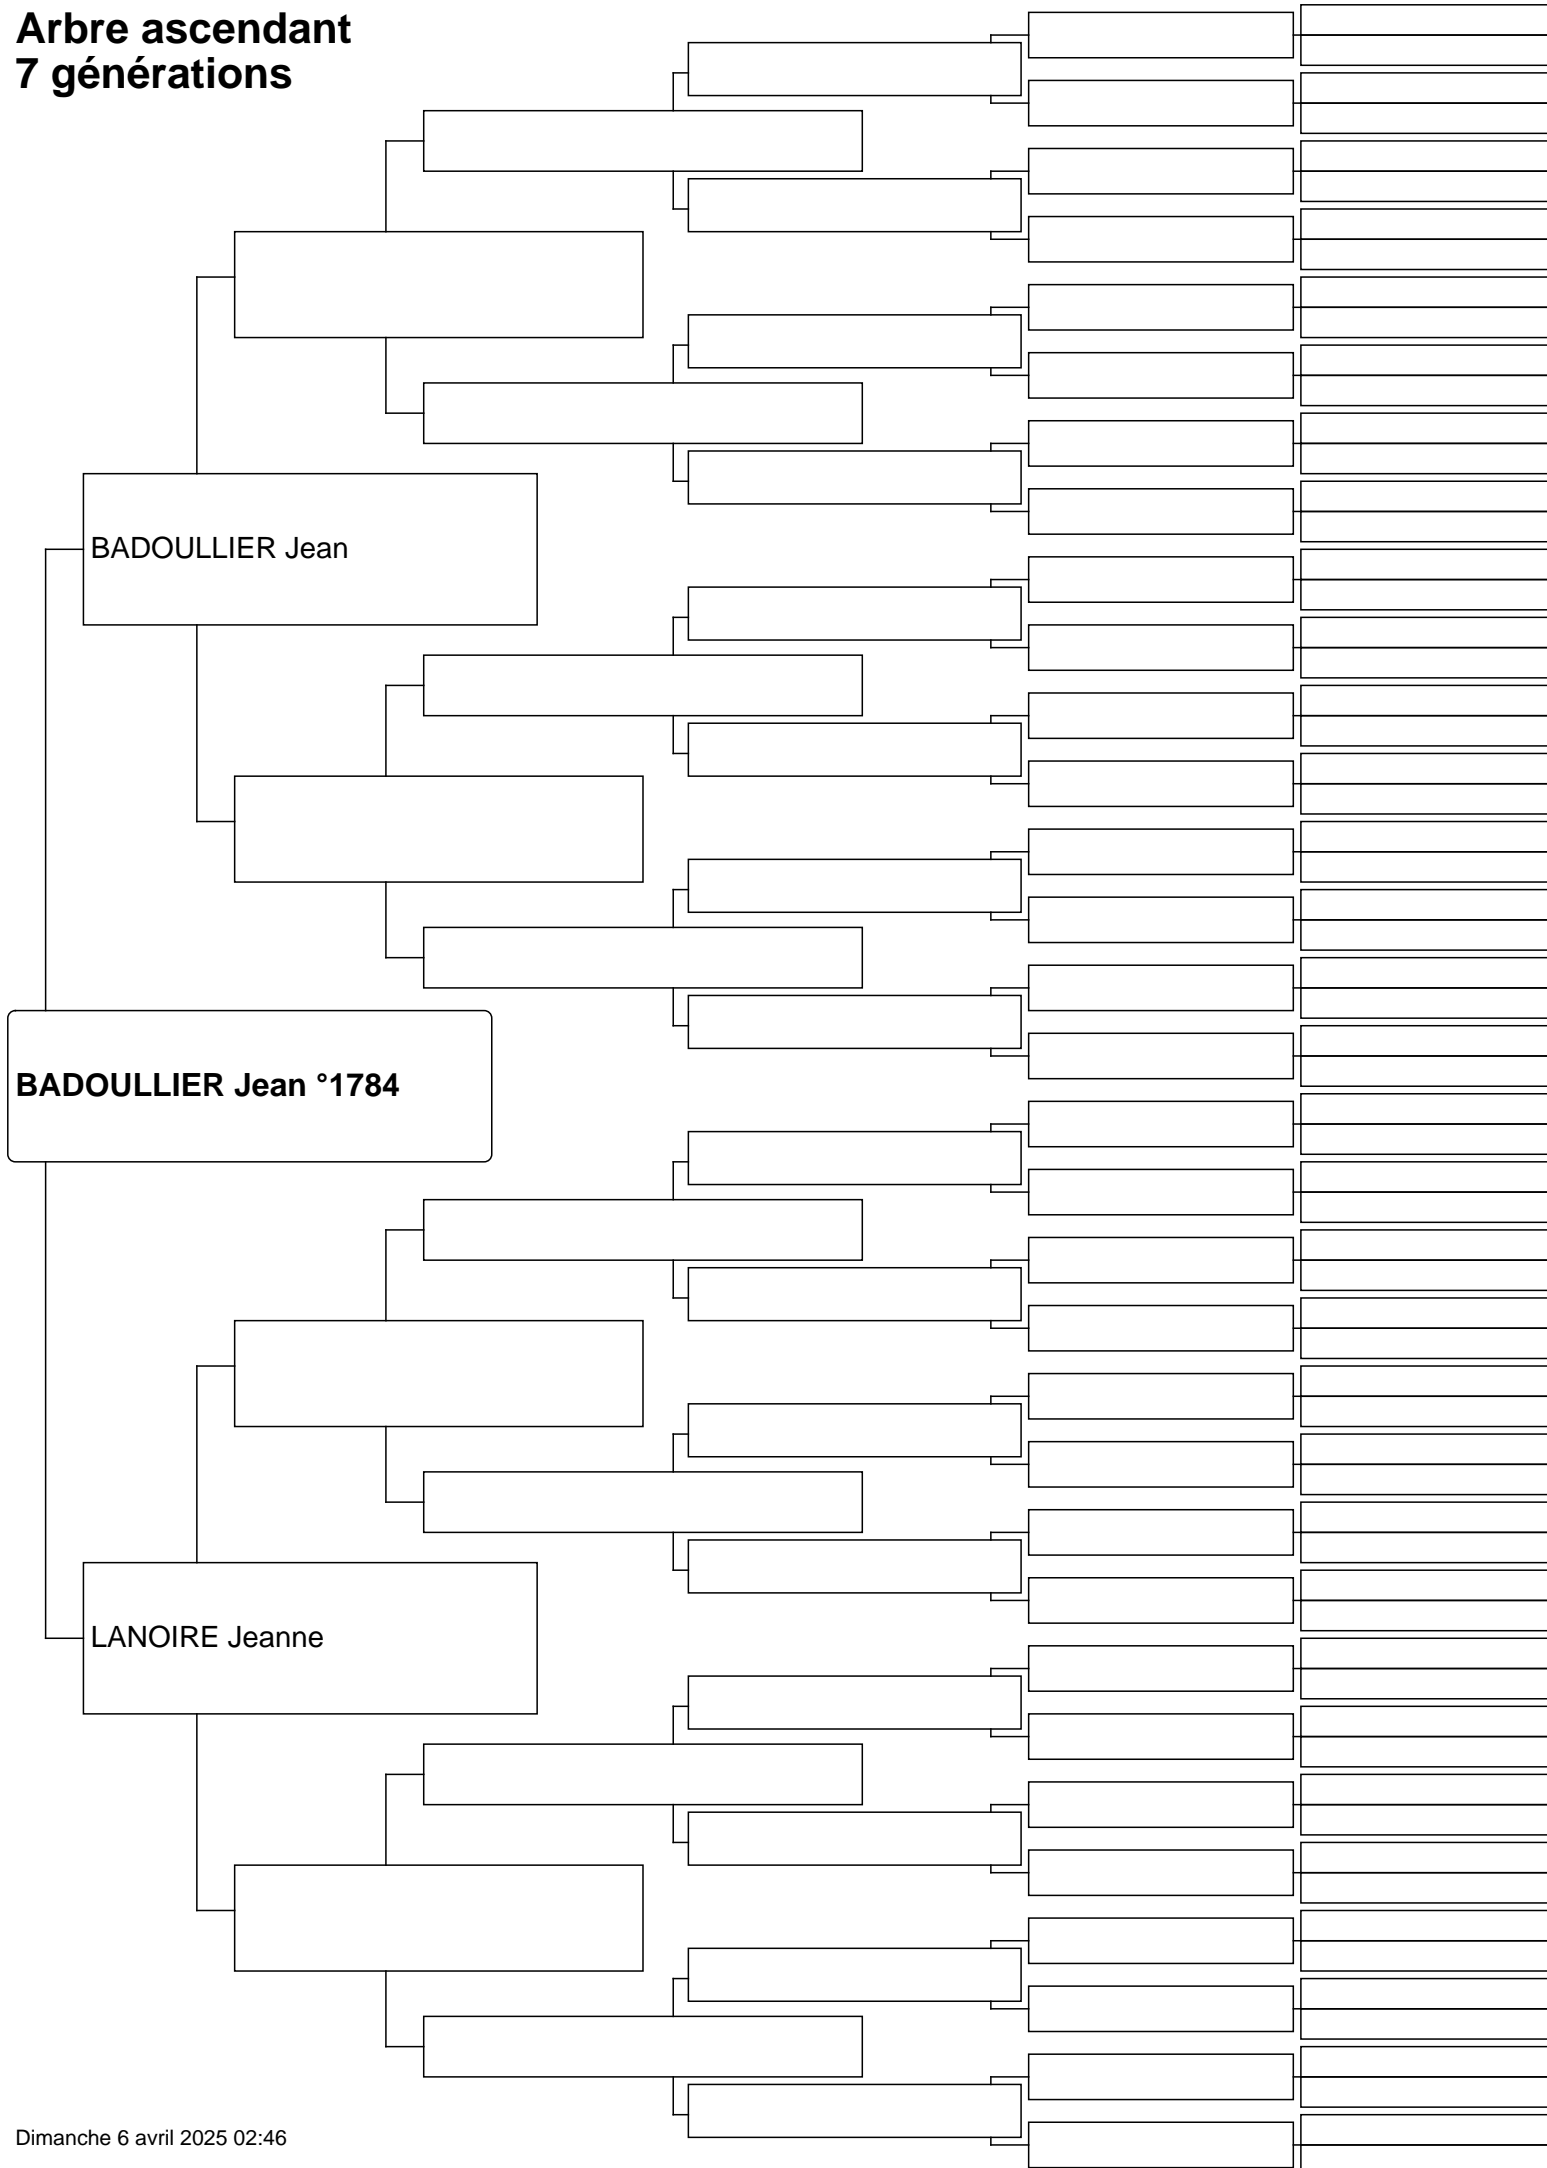 Arbre ascendant
7 générations
BADOULLIER Jean
BADOULLIER Jean °1784
LANOIRE Jeanne
Dimanche 6 avril 2025 02:46